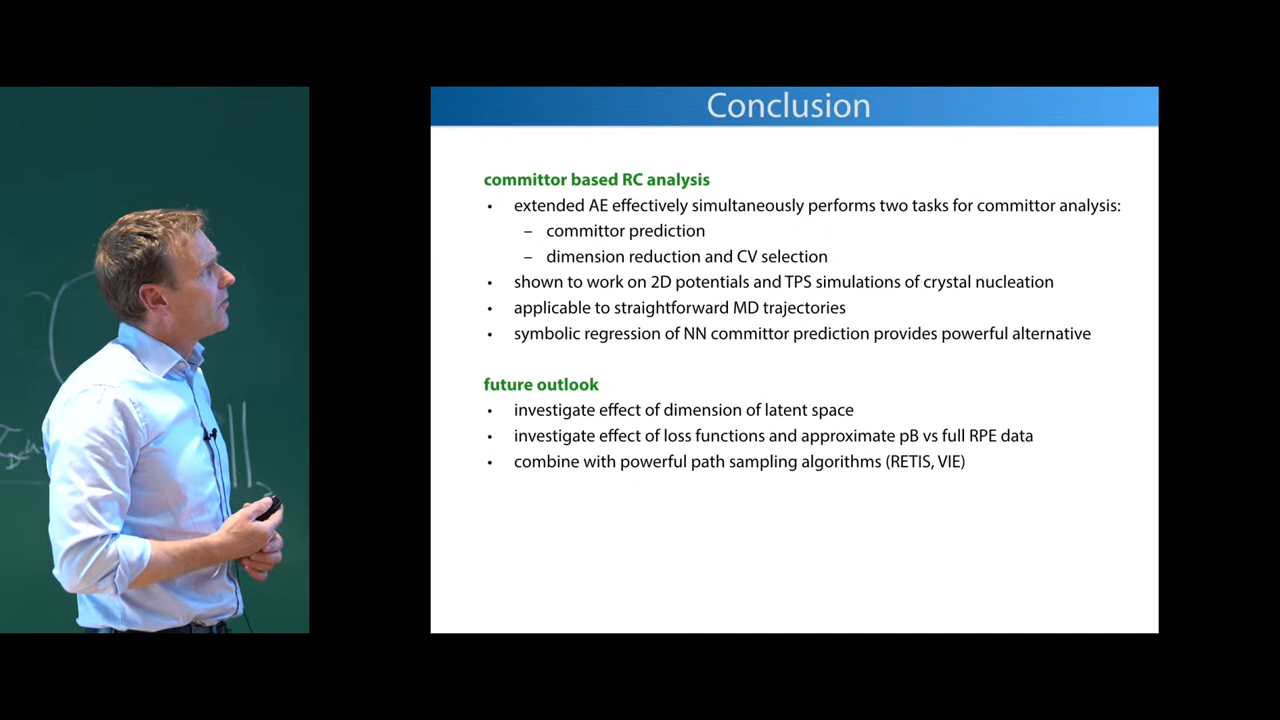 Conclusion
committor based RC analysis
• extended AE effectively simultaneously performs two tasks for committor analysis:
– committor prediction
– dimension reduction and CV selection
• shown to work on 2D potentials and TPS simulations of crystal nucleation
• applicable to straightforward MD trajectories
• symbolic regression of NN committor prediction provides powerful alternative
future outlook
• investigate effect of dimension of latent space
• investigate effect of loss functions and approximate pB vs full RPE data
• combine with powerful path sampling algorithms (RETIS, VIE)